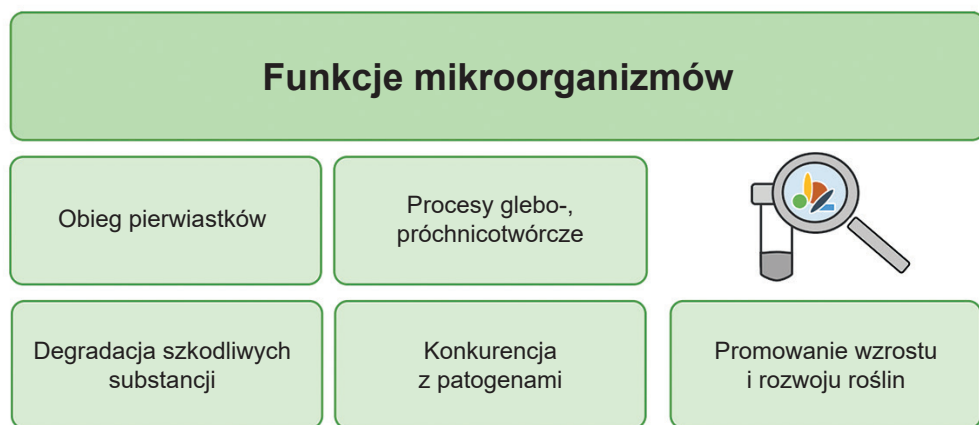 Funkcje mikroorganizmów
Obieg pierwiastków
Procesy glebo-,
próchnicotwórcze
Degradacja szkodliwych
substancji
Konkurencja
z patogenami
Promowanie wzrostu
i rozwoju roślin